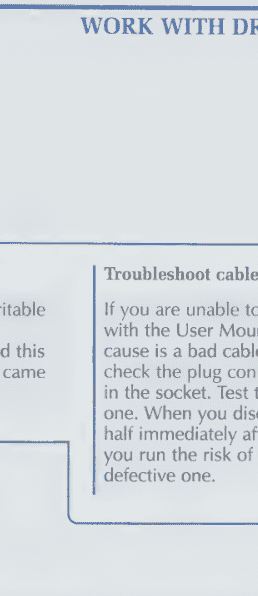 WORK WITH DR
ritable
d this
came
Troubleshoot cable
If you are unable to
with the User Moun
cause is a bad cable
check the plug con
in the socket. Test t
one. When you disc
half immediately af
you run the risk of
defective one.